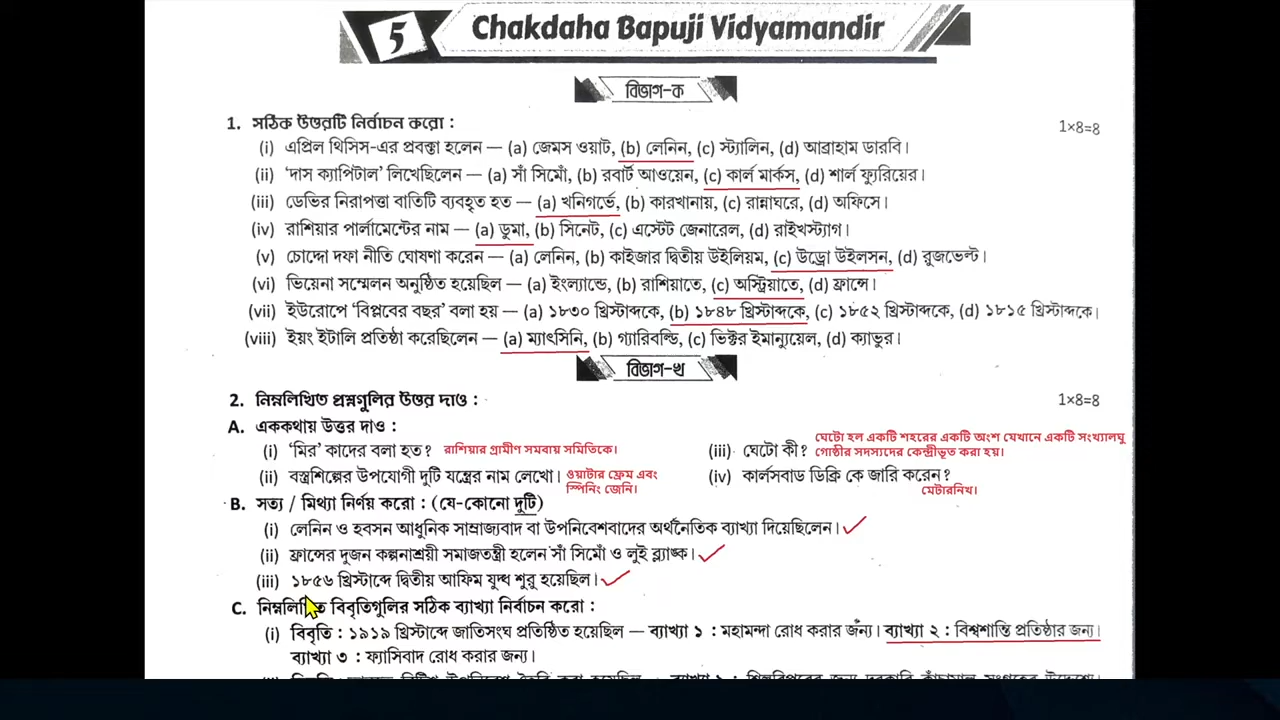 5 Chakdaha Bapuji Vidyamandir
বিভাগ-ক
1. সঠিক উত্তরটি নির্বাচন করো : 1×8=8
(i) এপ্রিল থিসিস-এর প্রবক্তা হলেন — (a) জেমস ওয়াট, (b) লেনিন, (c) স্ট্যালিন, (d) আব্রাহাম ডারবি।
(ii) ‘দাস ক্যাপিটাল’ লিখেছিলেন — (a) সাঁ সিমোঁ, (b) রবার্ট আওয়েন, (c) কার্ল মার্কস, (d) শার্ল ফ্যুরিয়ের।
(iii) ডেভির নিরাপত্তা বাতিটি ব্যবহৃত হত — (a) খনিগর্ভে, (b) কারখানায়, (c) রান্নাঘরে, (d) অফিসে।
(iv) রাশিয়ার পার্লামেন্টের নাম — (a) ডুমা, (b) সিনেট, (c) এস্টেট জেনারেল, (d) রাইখস্ট্যাগ।
(v) চোদ্দো দফা নীতি ঘোষণা করেন — (a) লেনিন, (b) কাইজার দ্বিতীয় উইলিয়ম, (c) উড্রো উইলসন, (d) রুজভেল্ট।
(vi) ভিয়েনা সম্মেলন অনুষ্ঠিত হয়েছিল — (a) ইংল্যান্ডে, (b) রাশিয়াতে, (c) অস্ট্রিয়াতে, (d) ফ্রান্সে।
(vii) ইউরোপে ‘বিপ্লবের বছর’ বলা হয় — (a) ১৮৩০ খ্রিস্টাব্দকে, (b) ১৮৪৮ খ্রিস্টাব্দকে, (c) ১৮৫২ খ্রিস্টাব্দকে, (d) ১৮১৫ খ্রিস্টাব্দকে।
(viii) ইয়ং ইটালি প্রতিষ্ঠা করেছিলেন — (a) ম্যাৎসিনি, (b) গ্যারিবল্ডি, (c) ভিক্টর ইমান্যুয়েল, (d) ক্যাভুর।
বিভাগ-খ
2. নিম্নলিখিত প্রশ্নগুলির উত্তর দাও : 1×8=8
A. এককথায় উত্তর দাও :
(i) ‘মির’ কাদের বলা হত? রাশিয়ার গ্রামীণ সমবায় সমিতিকে।
(iii) ঘেটো কী? ঘেটো হল একটি শহরের একটি অংশ যেখানে একটি সংখ্যালঘু
গোষ্ঠীর সদস্যদের কেন্দ্রীভূত করা হয়।
(ii) বস্ত্রশিল্পের উপযোগী দুটি যন্ত্রের নাম লেখো। ওয়াটার ফ্রেম এবং
স্পিনিং জেনি।
(iv) কার্লসবাড ডিক্রি কে জারি করেন?
মেটারনিখ।
B. সত্য / মিথ্যা নির্ণয় করো : (যে-কোনো দুটি)
(i) লেনিন ও হবসন আধুনিক সাম্রাজ্যবাদ বা উপনিবেশবাদের অর্থনৈতিক ব্যাখ্যা দিয়েছিলেন।
(ii) ফ্রান্সের দুজন কল্পনাশ্রয়ী সমাজতন্ত্রী হলেন সাঁ সিমোঁ ও লুই ব্ল্যাঙ্ক।
(iii) ১৮৫৬ খ্রিস্টাব্দে দ্বিতীয় আফিম যুদ্ধ শুরু হয়েছিল।
C. নিম্নলিখিত বিবৃতিগুলির সঠিক ব্যাখ্যা নির্বাচন করো :
(i) বিবৃতি : ১৯১৯ খ্রিস্টাব্দে জাতিসংঘ প্রতিষ্ঠিত হয়েছিল — ব্যাখ্যা ১ : মহামন্দা রোধ করার জন্য। ব্যাখ্যা ২ : বিশ্বশান্তি প্রতিষ্ঠার জন্য।
ব্যাখ্যা ৩ : ফ্যাসিবাদ রোধ করার জন্য।